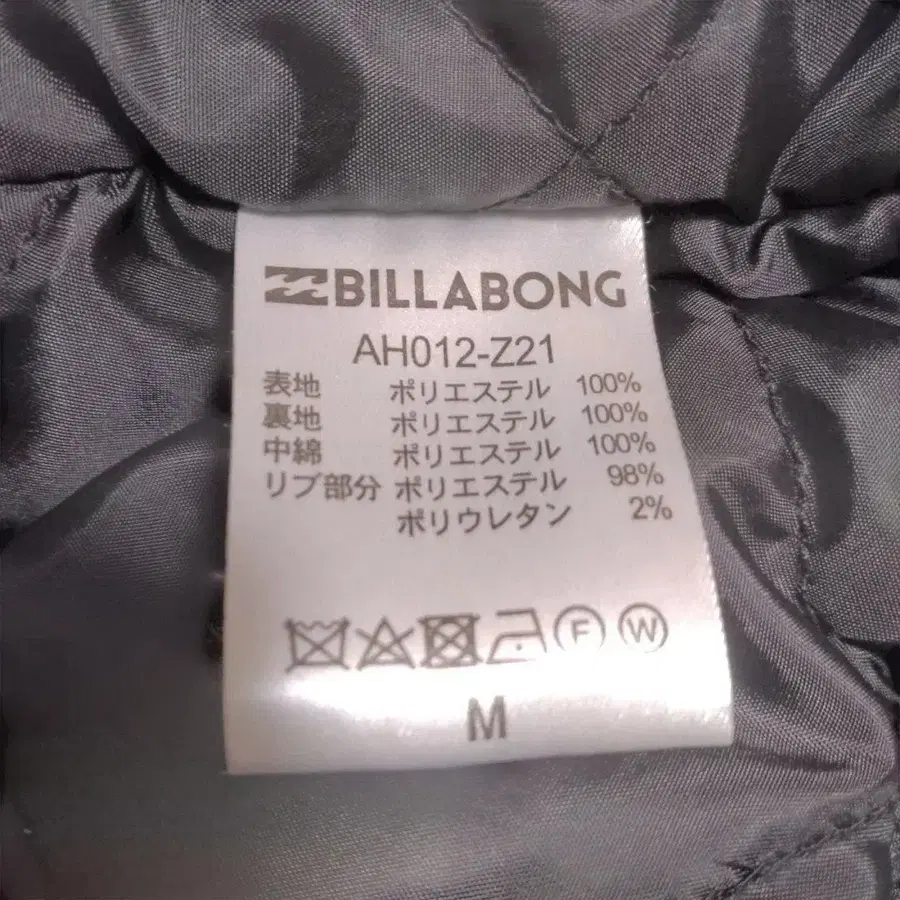 BILLABONG
AH012-Z21
表地 ポリエステル 100%
裏地 ポリエステル 100%
中綿 ポリエステル 100%
リブ部分 ポリエステル 98%
ポリウレタン 2%
F W
M